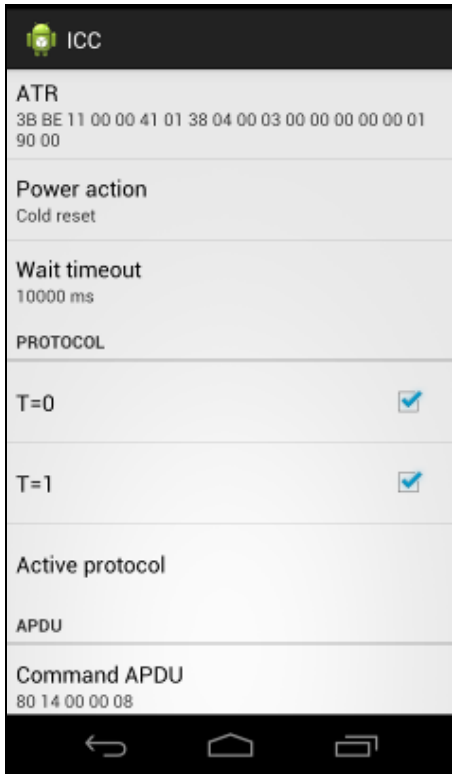 ICC
ATR
3B BE 11 00 00 41 01 38 04 00 03 00 00 00 00 00 01
90 00
Power action
Cold reset
Wait timeout
10000 ms
PROTOCOL
T=0
T=1
Active protocol
APDU
Command APDU
80 14 00 00 08